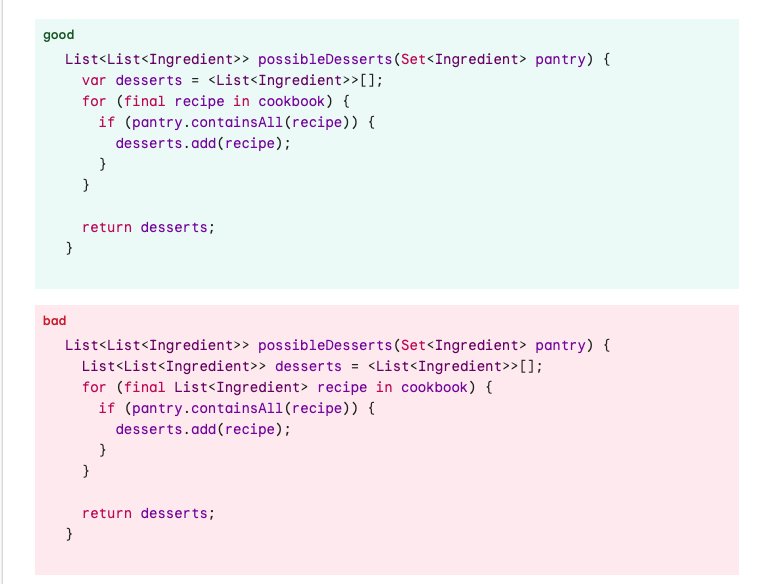 good
List<List<Ingredient>> possibleDesserts(Set<Ingredient> pantry) {
  var desserts = <List<Ingredient>>[];
  for (final recipe in cookbook) {
    if (pantry.containsAll(recipe)) {
      desserts.add(recipe);
    }
  }

  return desserts;
}
bad
List<List<Ingredient>> possibleDesserts(Set<Ingredient> pantry) {
  List<List<Ingredient>> desserts = <List<Ingredient>>[];
  for (final List<Ingredient> recipe in cookbook) {
    if (pantry.containsAll(recipe)) {
      desserts.add(recipe);
    }
  }

  return desserts;
}